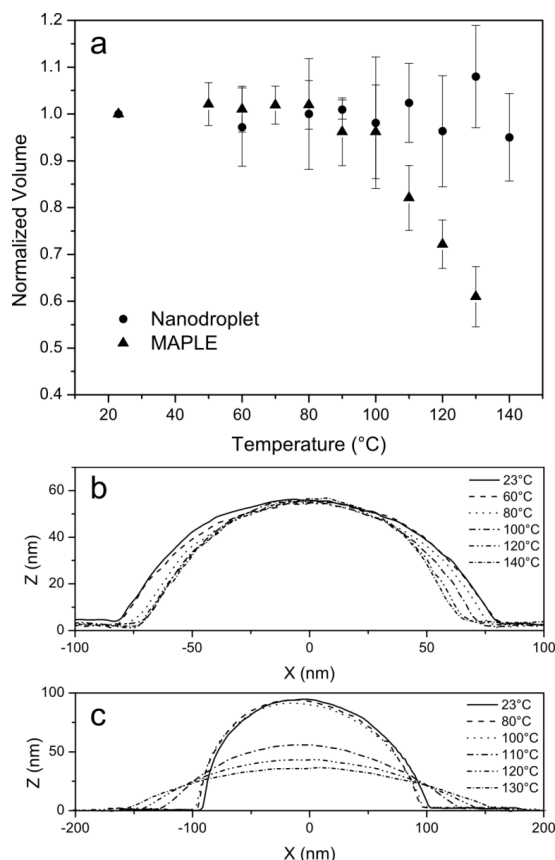 a
1.2
1.1
1.0
0.9
0.8
0.7
0.6
0.5
0.4
Normalized Volume
Nanodroplet
MAPLE
20 40 60 80 100 120 140
Temperature (°C)
b
60
40
20
0
Z (nm)
23°C
60°C
80°C
100°C
120°C
140°C
-100 -50 0 50 100
X (nm)
c
100
50
0
Z (nm)
23°C
80°C
100°C
110°C
120°C
130°C
-200 -100 0 100 200
X (nm)